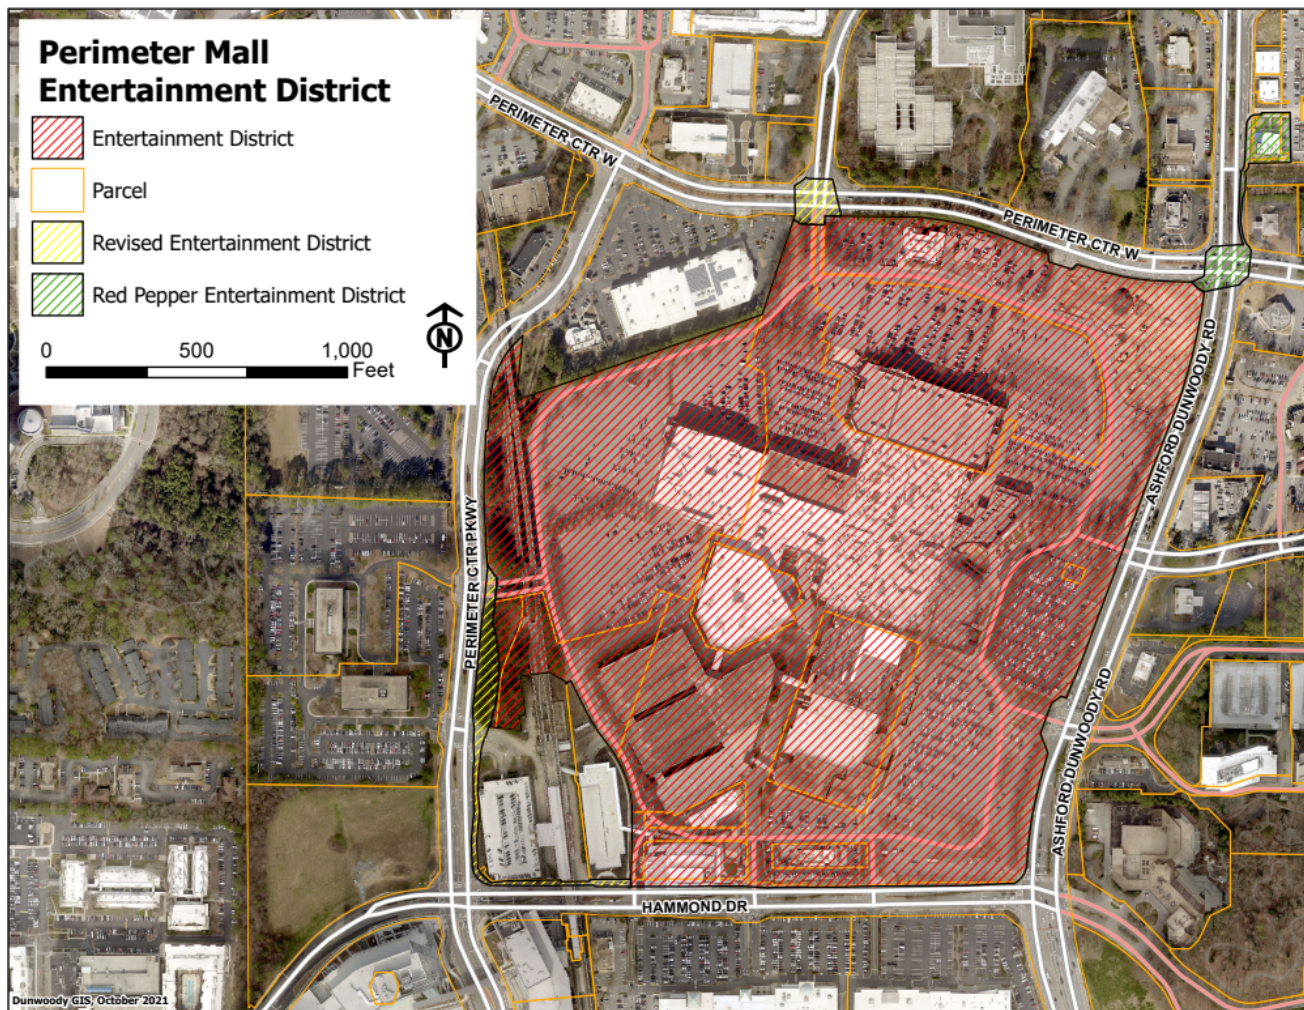 Perimeter Mall
Entertainment District
Entertainment District
Parcel
Revised Entertainment District
Red Pepper Entertainment District
N
0 500 1,000
Feet
PERIMETER CTR W
PERIMETER CTR W
ASHFORD DUNWOODY RD
PERIMETER CTR PKWY
ASHFORD DUNWOODY RD
HAMMOND DR
Dunwoody GIS, October 2021